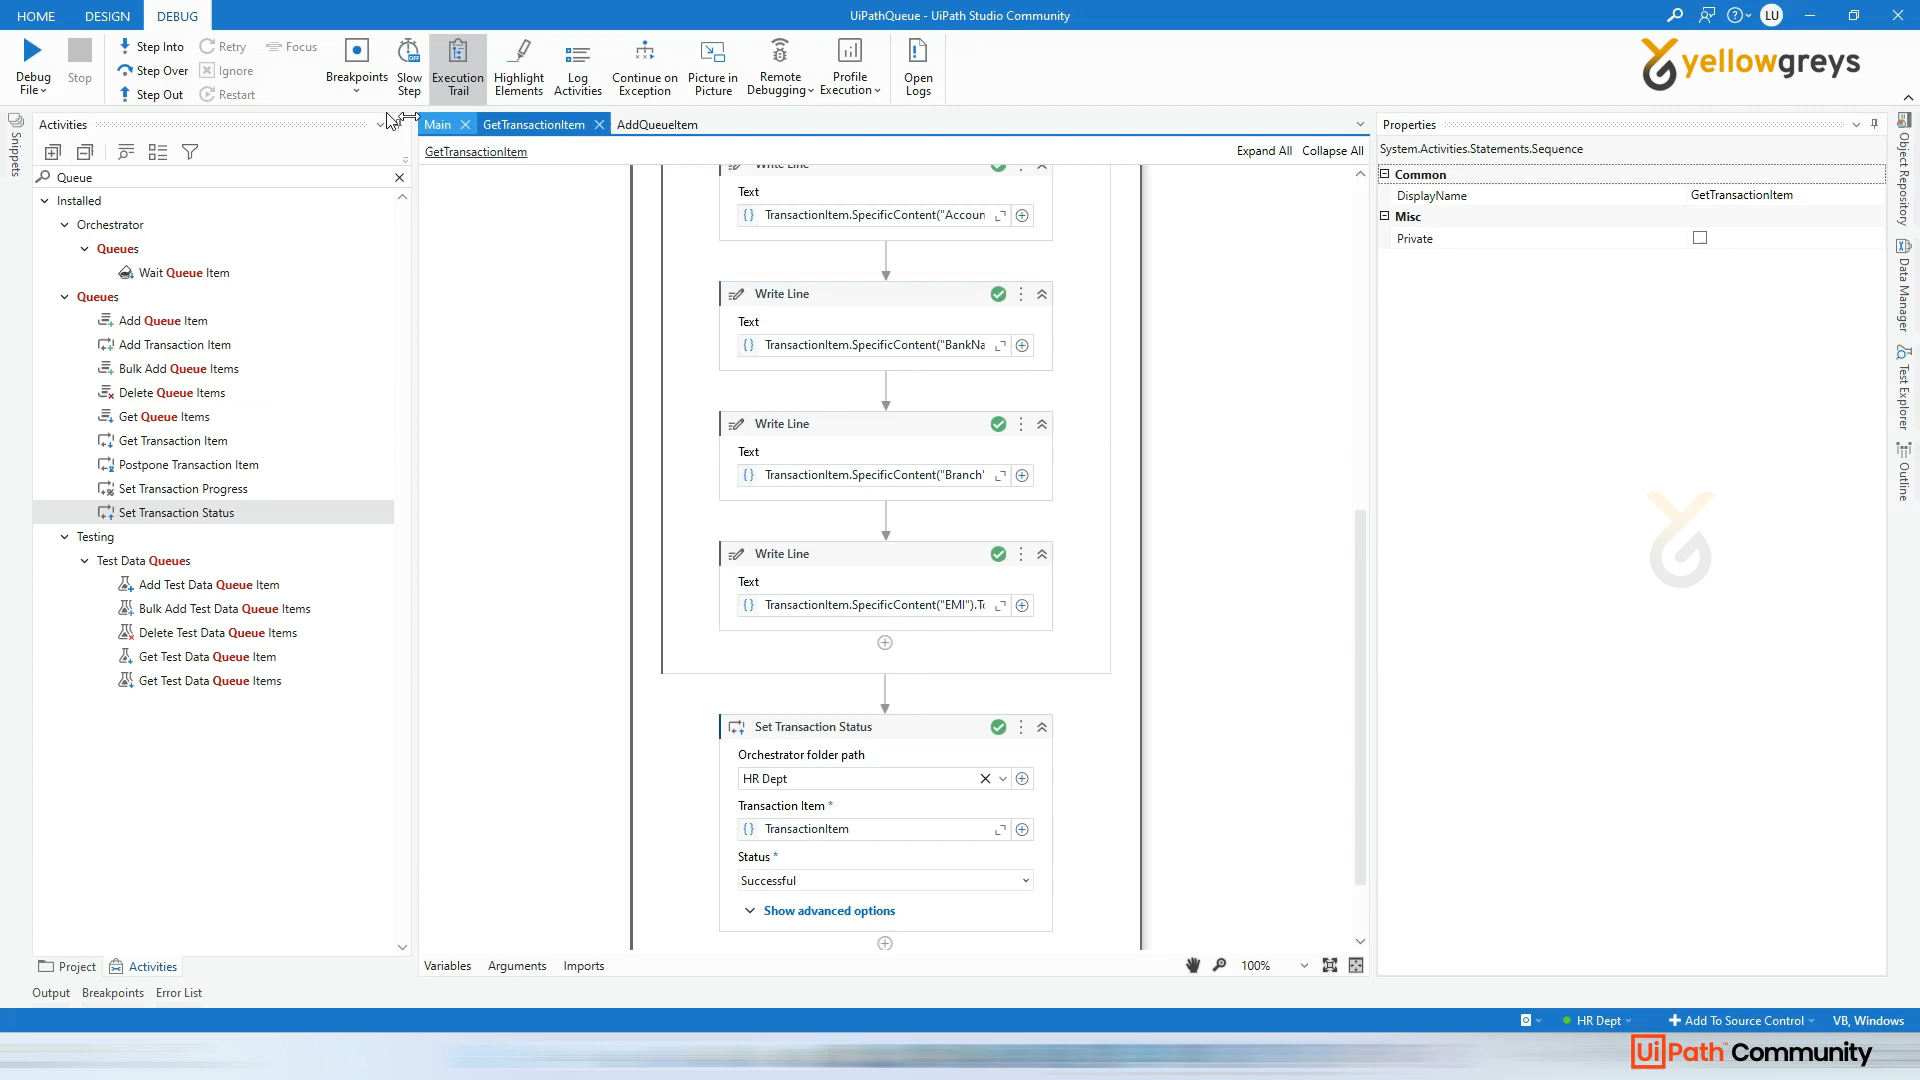 HOME DESIGN DEBUG UiPathQueue - UiPath Studio Community LU
Debug File Stop Step Into Step Over Step Out Retry Ignore Restart Focus Breakpoints Slow Step Execution Trail Highlight Elements Log Activities Continue on Exception Picture in Picture Remote Debugging Profile Execution Open Logs
yellowgreys
Snippets
Activities
Queue
Installed
Orchestrator
Queues
Wait Queue Item
Queues
Add Queue Item
Add Transaction Item
Bulk Add Queue Items
Delete Queue Items
Get Queue Items
Get Transaction Item
Postpone Transaction Item
Set Transaction Progress
Set Transaction Status
Testing
Test Data Queues
Add Test Data Queue Item
Bulk Add Test Data Queue Items
Delete Test Data Queue Items
Get Test Data Queue Item
Get Test Data Queue Items
Project Activities
Main GetTransactionItem AddQueueItem
GetTransactionItem Expand All Collapse All
Write Line
Text
TransactionItem.SpecificContent("Accoun
Write Line
Text
TransactionItem.SpecificContent("BankNa
Write Line
Text
TransactionItem.SpecificContent("Branch"
Write Line
Text
TransactionItem.SpecificContent("EMI").To
Set Transaction Status
Orchestrator folder path
HR Dept
Transaction Item *
TransactionItem
Status *
Successful
Show advanced options
Variables Arguments Imports 100%
Properties
System.Activities.Statements.Sequence
Common
DisplayName GetTransactionItem
Misc
Private
Object Repository
Data Manager
Test Explorer
Outline
Output Breakpoints Error List
HR Dept Add To Source Control VB, Windows
UiPath™ Community